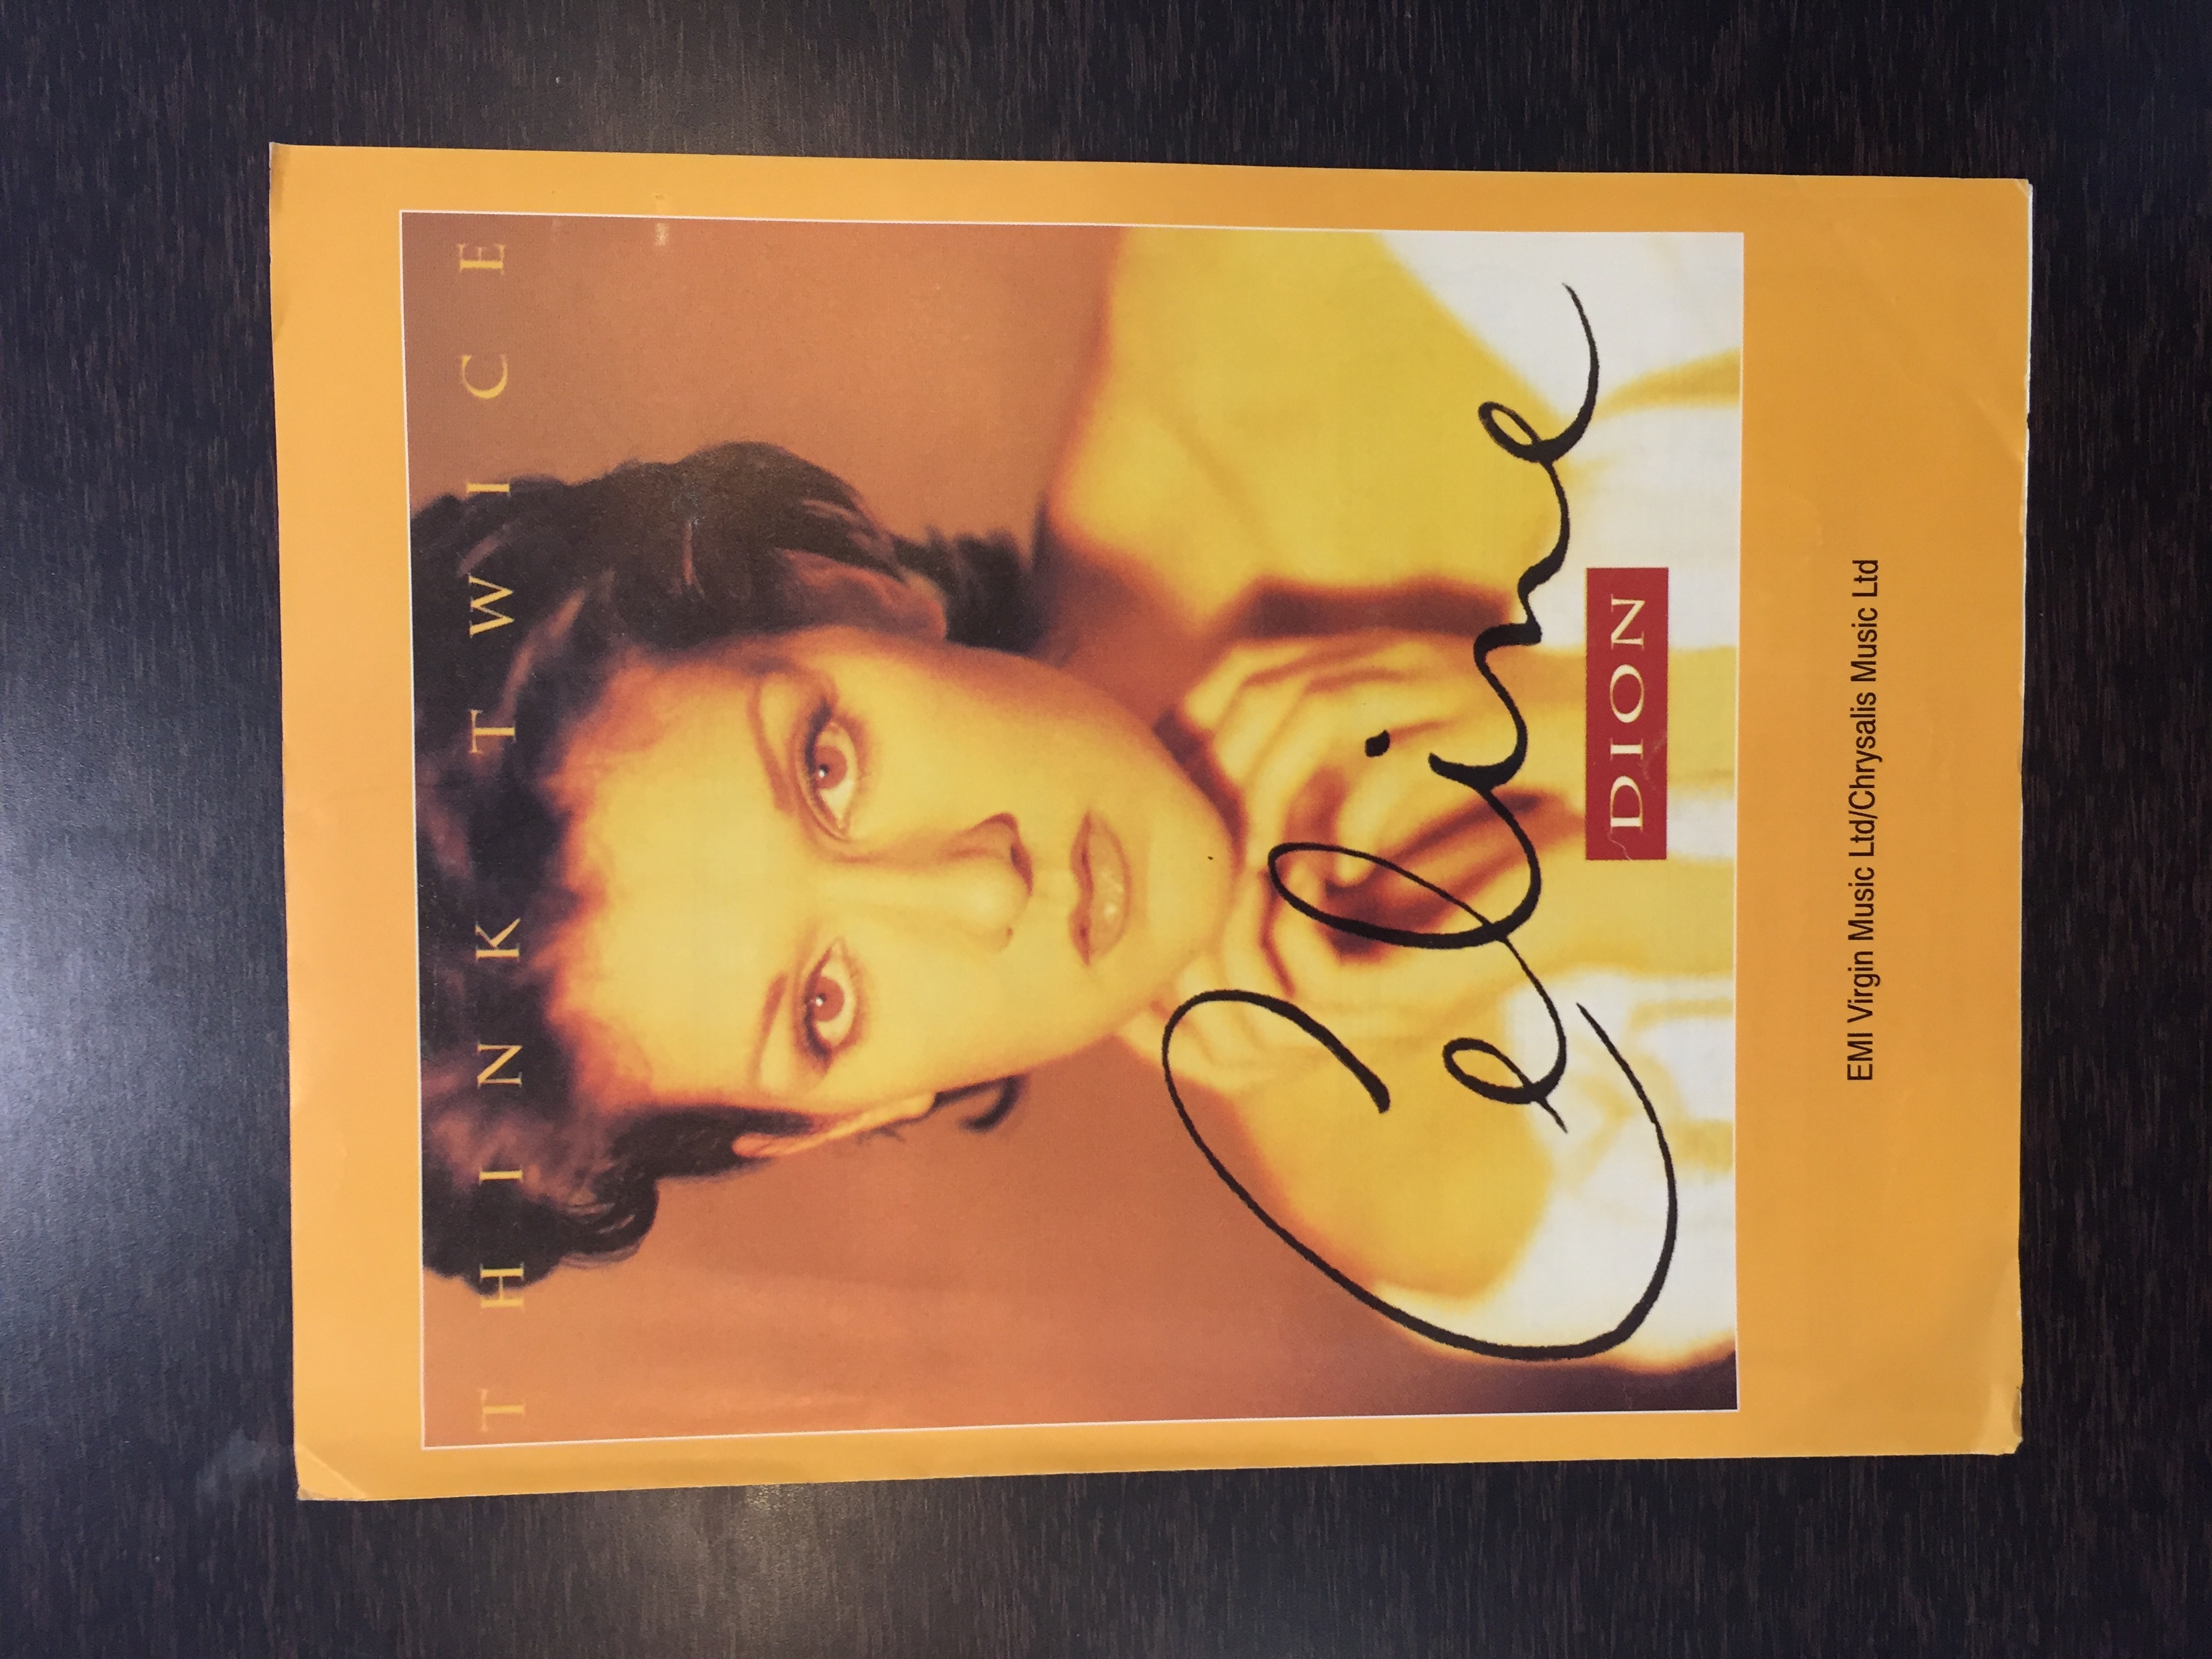 THINK TWICE
Celine
DION
EMI Virgin Music Ltd/Chrysalis Music Ltd